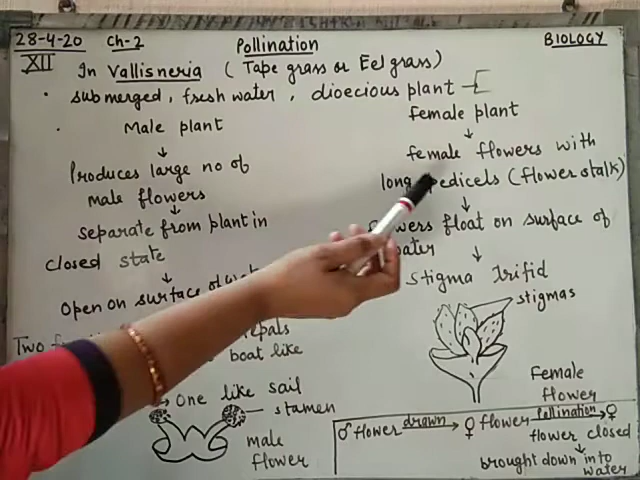 28-4-20 Ch-2 Pollination BIOLOGY
XII
In Vallisneria (Tape grass or Eel grass)
• submerged, fresh water, dioecious plant
Male plant
↓
Produces large no of
male flowers
↓
separate from plant in
closed state
↓
Open on surface of
Two
boat like
→ One like sail
stamen
male
flower
female plant
↓
female flowers with
long pedicels (flower stalk)
↓
float on surface of
↓
stigma trifid
stigmas
Female
flower
♂ flower drawn → ♀ flower pollination → ♀
flower closed
↓
brought down into
water